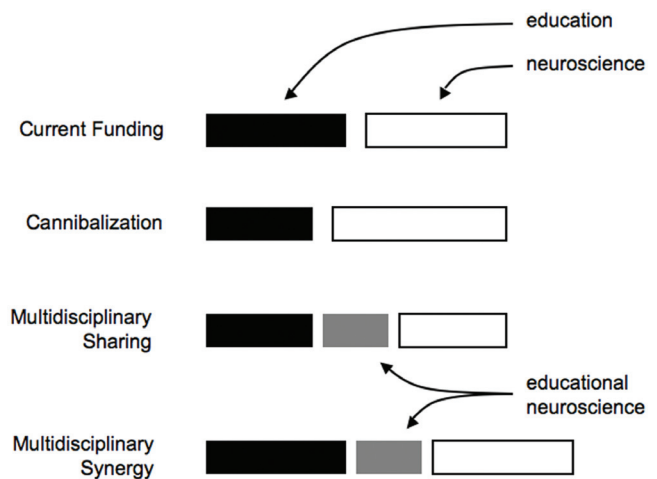 education
neuroscience
Current Funding
Cannibalization
Multidisciplinary
Sharing
educational
neuroscience
Multidisciplinary
Synergy